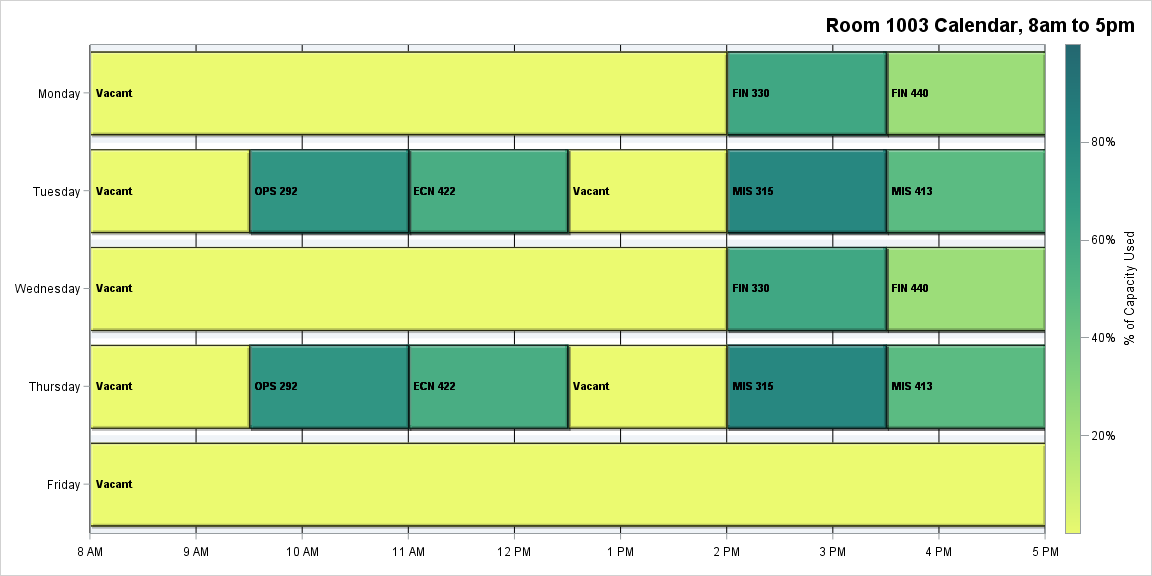 Room 1003 Calendar, 8am to 5pm
Monday
Vacant
FIN 330
FIN 440
Tuesday
Vacant
OPS 292
ECN 422
Vacant
MIS 315
MIS 413
Wednesday
Vacant
FIN 330
FIN 440
Thursday
Vacant
OPS 292
ECN 422
Vacant
MIS 315
MIS 413
Friday
Vacant
8 AM
9 AM
10 AM
11 AM
12 PM
1 PM
2 PM
3 PM
4 PM
5 PM
80%
60%
40%
20%
% of Capacity Used